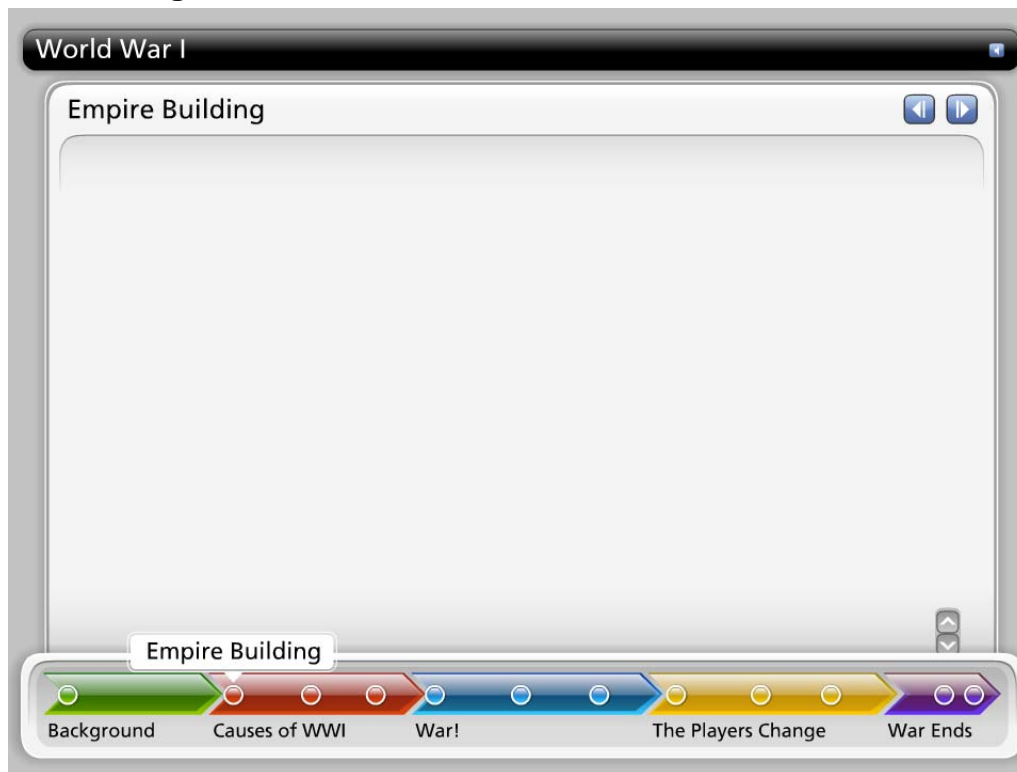 World War I
Empire Building
Empire Building
Background
Causes of WWI
War!
The Players Change
War Ends